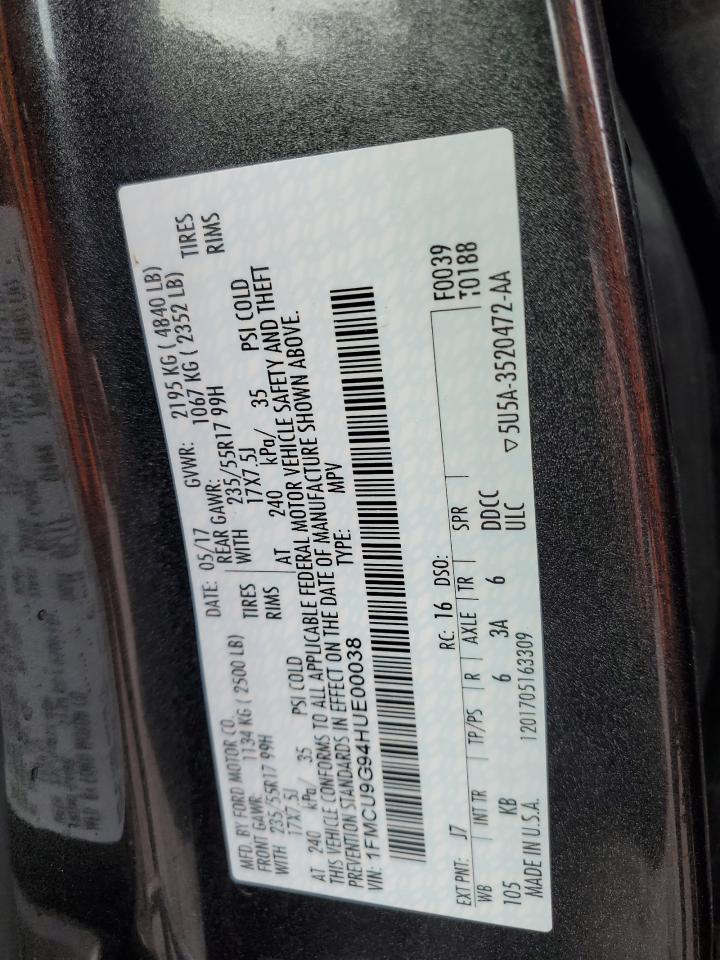 MFD. BY FORD MOTOR CO.
DATE: 05/17 GVWR: 2195 KG ( 4840 LB)
FRONT GAWR: 1134 KG ( 2500 LB) REAR GAWR: 1067 KG ( 2352 LB)
WITH 235/55R17 99H TIRES WITH 235/55R17 99H TIRES
17X7.5J RIMS 17X7.5J RIMS
AT 240 kPa/ 35 PSI COLD AT 240 kPa/ 35 PSI COLD
THIS VEHICLE CONFORMS TO ALL APPLICABLE FEDERAL MOTOR VEHICLE SAFETY AND THEFT
PREVENTION STANDARDS IN EFFECT ON THE DATE OF MANUFACTURE SHOWN ABOVE.
VIN: 1FMCU9G94HUE00038 TYPE: MPV
F0039
EXT PNT: J7 RC: 16 DSO: T0188
WB INT TR TP/PS R AXLE TR SPR
105 KB 6 3A 6 DDCC
ULC
MADE IN U.S.A. 1201705163309 ▽5U5A-3520472-AA